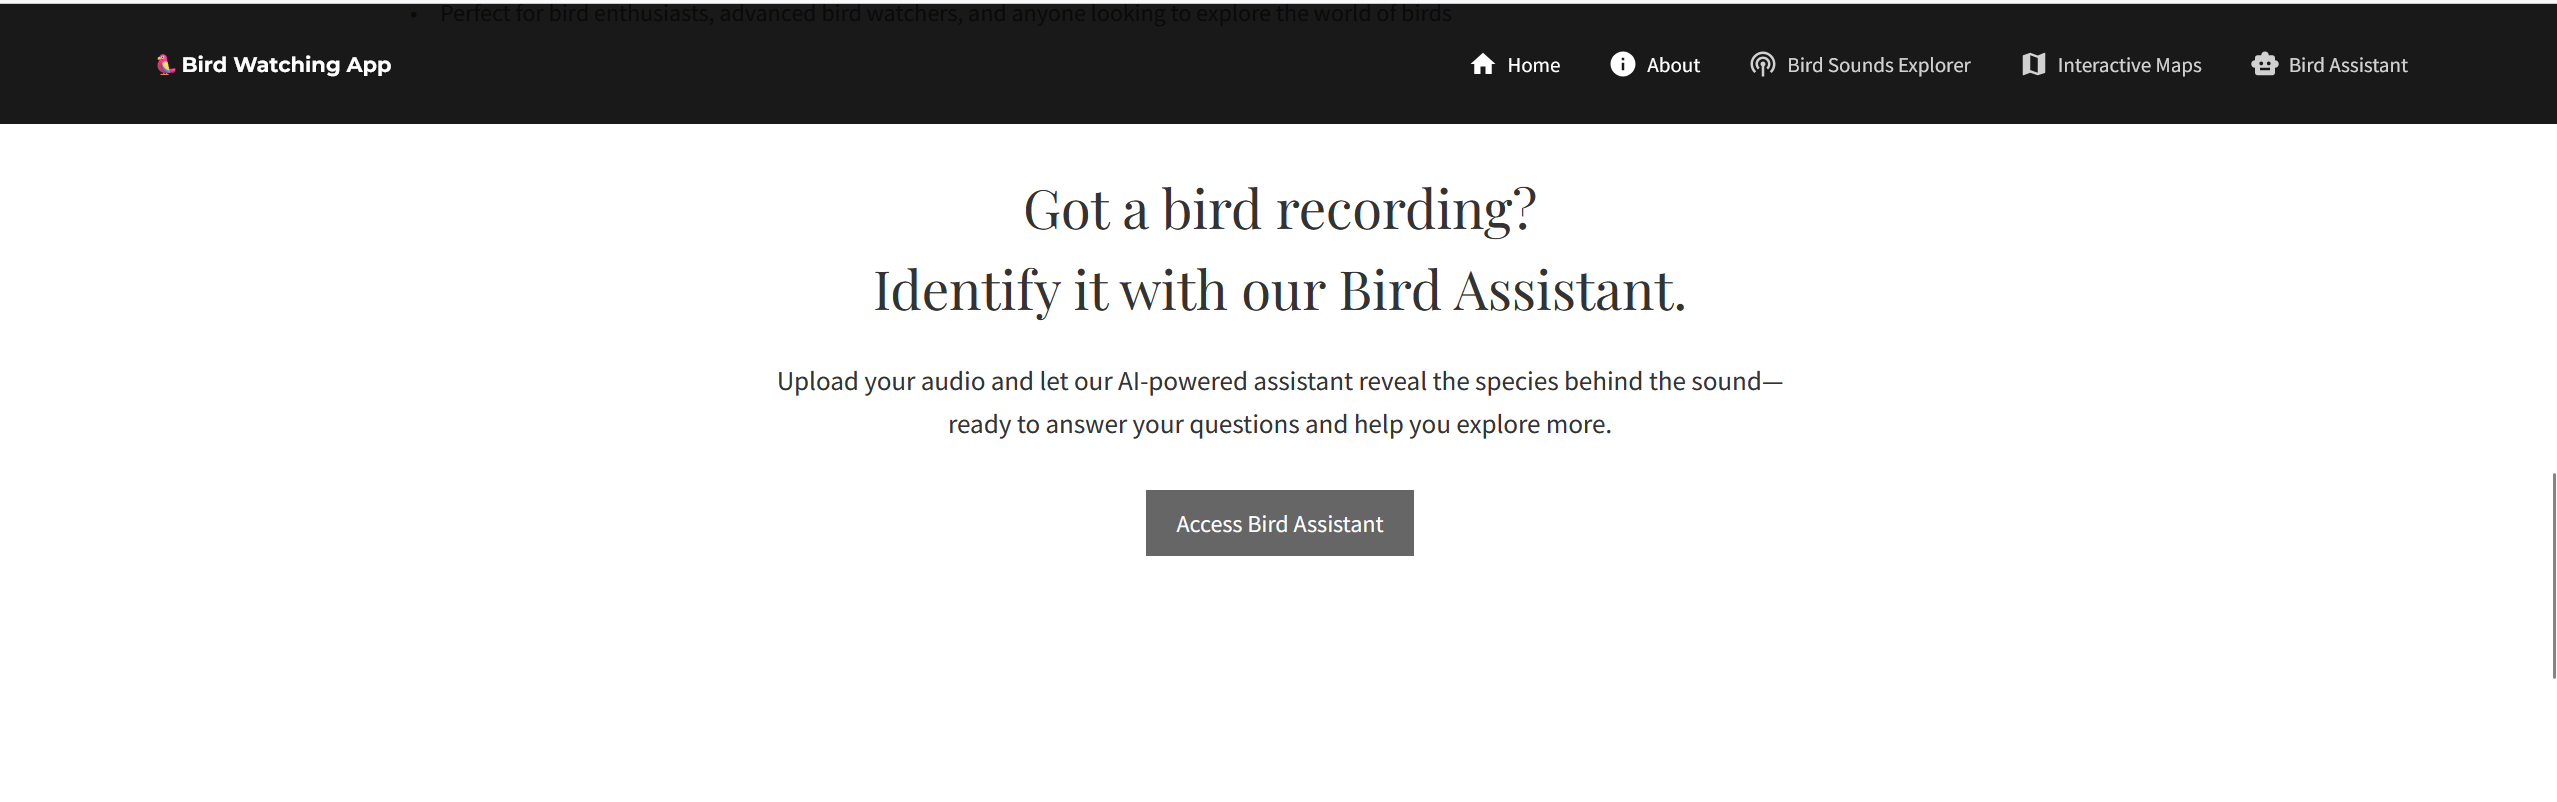 • Perfect for bird enthusiasts, advanced bird watchers, and anyone looking to explore the world of birds
Bird Watching App Home About Bird Sounds Explorer Interactive Maps Bird Assistant
Got a bird recording?
Identify it with our Bird Assistant.
Upload your audio and let our AI-powered assistant reveal the species behind the sound—
ready to answer your questions and help you explore more.
Access Bird Assistant